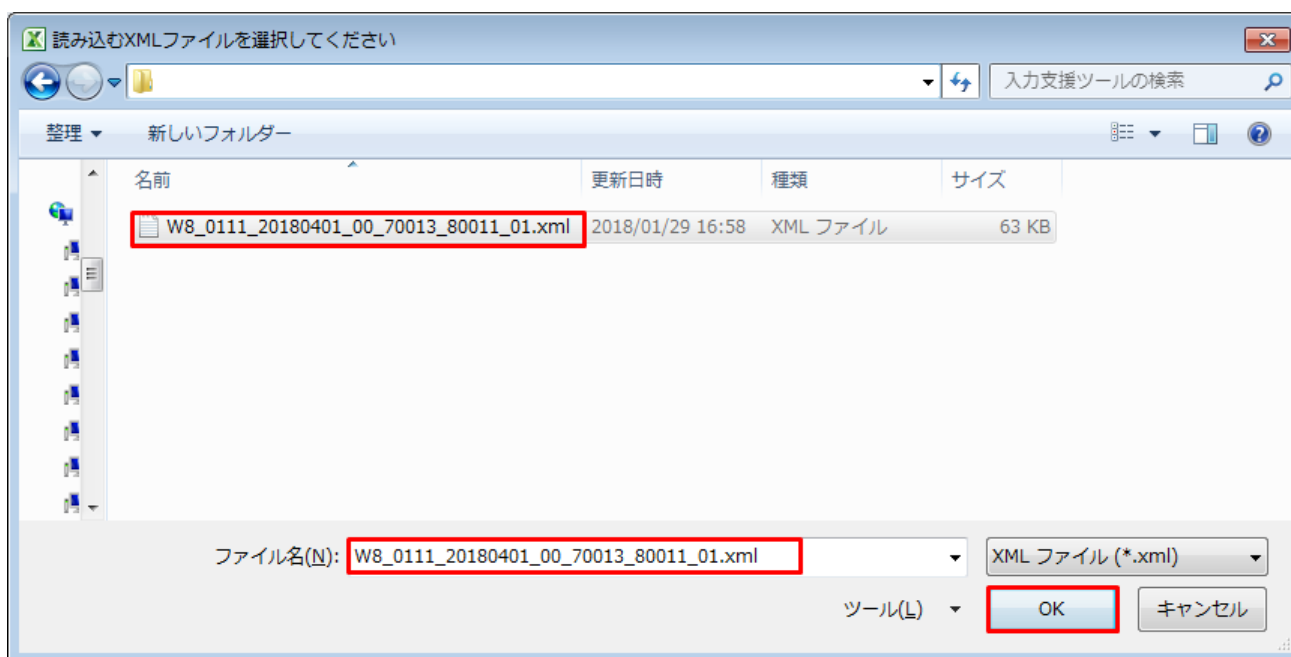 読み込むXMLファイルを選択してください
入力支援ツールの検索
整理 新しいフォルダー
名前 更新日時 種類 サイズ
W8_0111_20180401_00_70013_80011_01.xml 2018/01/29 16:58 XML ファイル 63 KB
ファイル名(N): W8_0111_20180401_00_70013_80011_01.xml XML ファイル (*.xml)
ツール(L) OK キャンセル